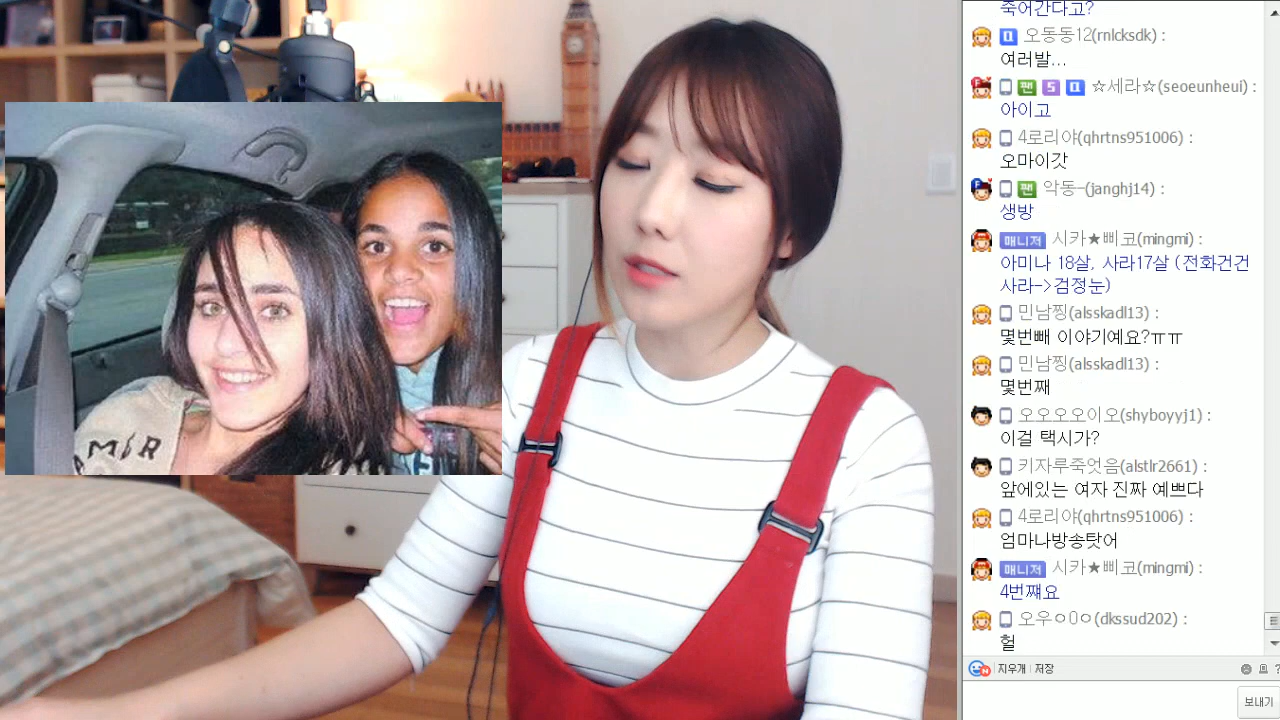 죽어간다고?
오동동12(rnlcksdk) :
여러발...
팬 S ☆세라☆(seoeunheui) :
아이고
4로리야(qhrtns951006) :
오마이갓
팬 악동-(janghj14) :
생방
매니저 시카★삐코(mingmi) :
아미나 18살, 사라17살 (전화건건
사라->검정눈)
민남찡(alsskadl13) :
몇번빼 이야기예요?ㅠㅠ
민남찡(alsskadl13) :
몇번째
오오오오이오(shyboyyj1) :
이걸 택시가?
키자루죽엇음(alstlr2661) :
앞에있는 여자 진짜 예쁘다
4로리야(qhrtns951006) :
엄마나방송탓어
매니저 시카★삐코(mingmi) :
4번쨰요
오우ㅇ0ㅇ(dkssud202) :
헐
지우개 저장
보내기